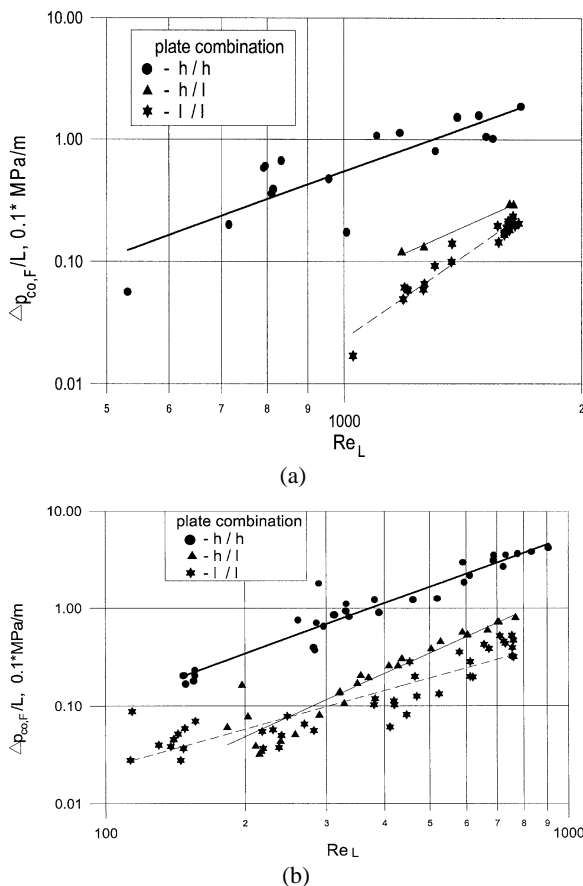 (a)
10.00
plate combination
- h / h
- h / l
- l / l
1.00
0.10
0.01
△p_co,F/L, 0.1* MPa/m
5 6 7 8 9 1000 2
Re_L
(b)
10.00
plate combination
- h / h
- h / l
- l / l
1.00
0.10
0.01
△p_co,F/L, 0.1*MPa/m
100 2 3 4 5 6 7 8 9 1000
Re_L